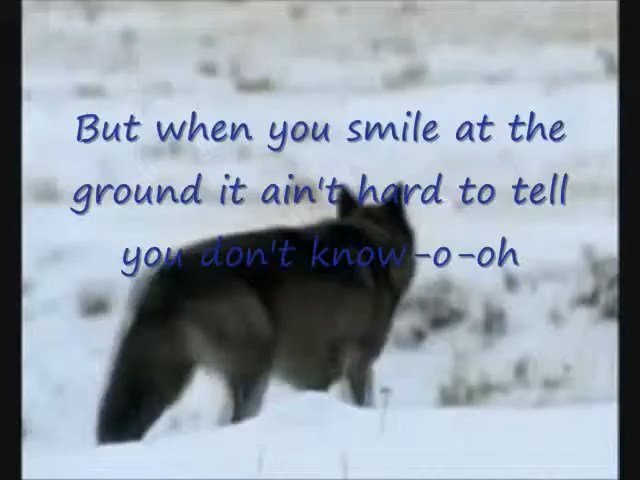 But when you smile at the
ground it ain't hard to tell
you don't know-o-oh